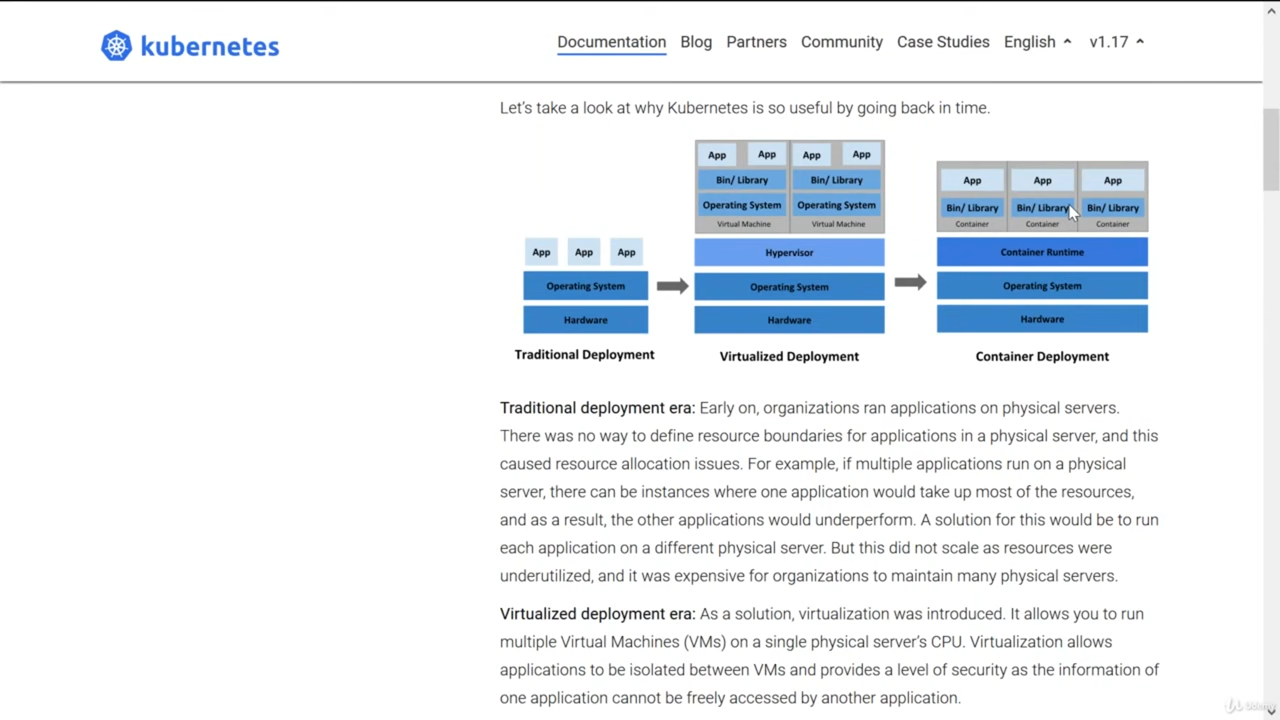 kubernetes
Documentation Blog Partners Community Case Studies English v1.17
Let's take a look at why Kubernetes is so useful by going back in time.
App App App
Operating System
Hardware
Traditional Deployment
App App App App
Bin/ Library Bin/ Library
Operating System Operating System
Virtual Machine Virtual Machine
Hypervisor
Operating System
Hardware
Virtualized Deployment
App App App
Bin/ Library Bin/ Library Bin/ Library
Container Container Container
Container Runtime
Operating System
Hardware
Container Deployment
Traditional deployment era: Early on, organizations ran applications on physical servers.
There was no way to define resource boundaries for applications in a physical server, and this
caused resource allocation issues. For example, if multiple applications run on a physical
server, there can be instances where one application would take up most of the resources,
and as a result, the other applications would underperform. A solution for this would be to run
each application on a different physical server. But this did not scale as resources were
underutilized, and it was expensive for organizations to maintain many physical servers.
Virtualized deployment era: As a solution, virtualization was introduced. It allows you to run
multiple Virtual Machines (VMs) on a single physical server's CPU. Virtualization allows
applications to be isolated between VMs and provides a level of security as the information of
one application cannot be freely accessed by another application.